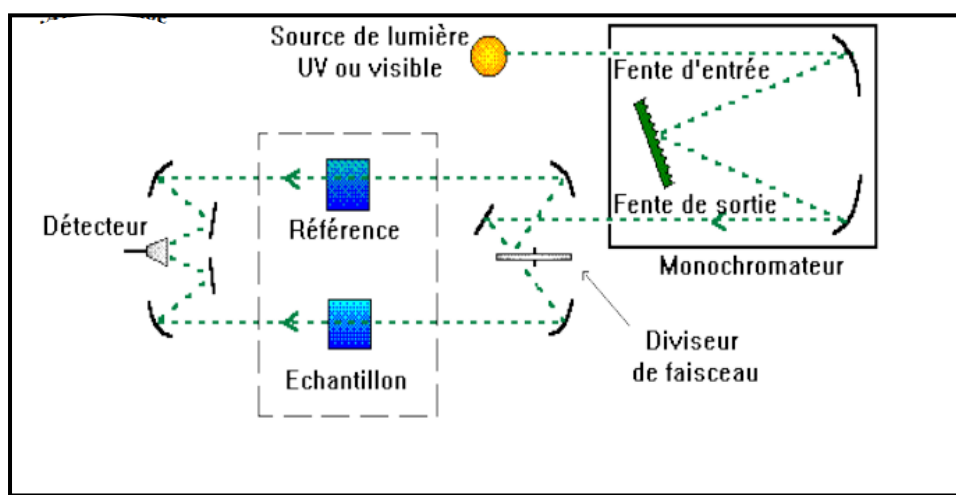 Source de lumière
UV ou visible
Fente d'entrée
Fente de sortie
Monochromateur
Détecteur
Référence
Echantillon
Diviseur
de faisceau